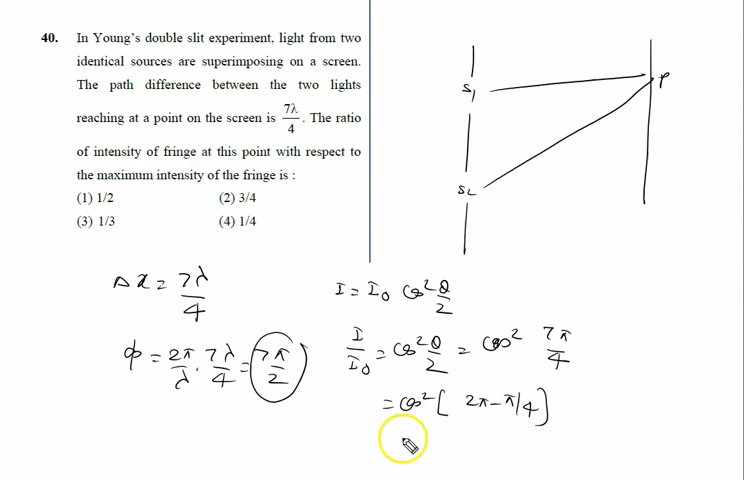 40. In Young's double slit experiment, light from two
identical sources are superimposing on a screen.
The path difference between the two lights
reaching at a point on the screen is 7λ/4. The ratio
of intensity of fringe at this point with respect to
the maximum intensity of the fringe is :
(1) 1/2 (2) 3/4
(3) 1/3 (4) 1/4
S1
P
S2
Δx = 7λ/4
I = I0 cos² θ/2
ϕ = 2π/λ · 7λ/4 = 7π/2
I/I0 = cos² θ/2 = cos² 7π/4
= cos² [ 2π - π/4 ]